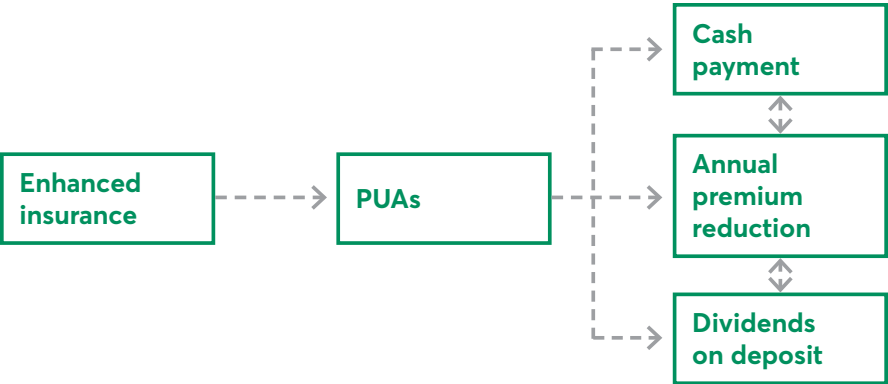 Enhanced
insurance
PUAs
Cash
payment
Annual
premium
reduction
Dividends
on deposit